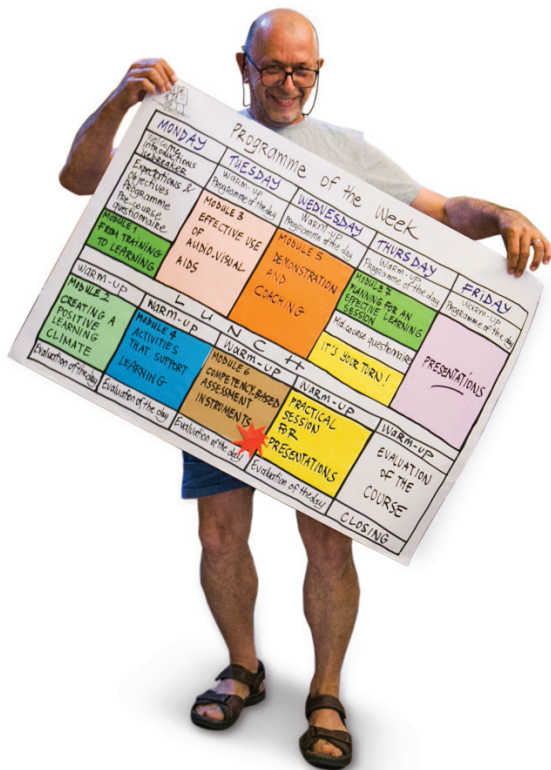 Programme of the Week
MONDAY
Welcome
Introductions
Icebreaker
Expectations &
Objectives
Programme
Pre-course
questionnaire
MODULE 1
FROM TRAINING
TO LEARNING
TUESDAY
Warm-up
Programme of the day
MODULE 3
EFFECTIVE USE
OF
AUDIO-VISUAL
AIDS
WEDNESDAY
Warm-up
Programme of the day
MODULE 5
DEMONSTRATION
AND
COACHING
THURSDAY
Warm-up
Programme of the day
PLANNING FOR AN
EFFECTIVE LEARNING
SESSION
Mid course questionnaire
IT'S YOUR TURN!
FRIDAY
Warm-up
Programme of the day
PRESENTATIONS
LUNCH
Warm-up
MODULE 2
CREATING A
POSITIVE
LEARNING
CLIMATE
Evaluation of the day
Warm-up
MODULE 4
ACTIVITIES
THAT SUPPORT
LEARNING
Evaluation of the day
Warm-up
MODULE 6
COMPETENCY-BASED
ASSESSMENT
INSTRUMENTS
Evaluation of the day
Warm-up
PRACTICAL
SESSION
FOR
PRESENTATIONS
Evaluation of the day
Warm-up
EVALUATION
OF THE
COURSE
CLOSING